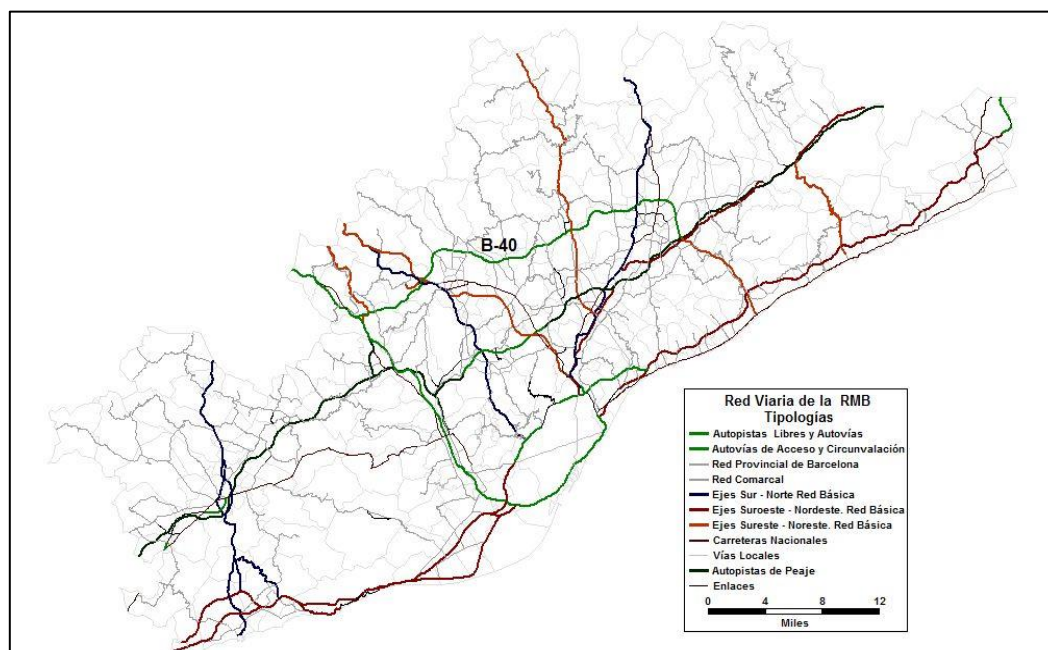 B-40
Red Viaria de la RMB
Tipologías
Autopistas Libres y Autovías
Autovías de Acceso y Circunvalación
Red Provincial de Barcelona
Red Comarcal
Ejes Sur - Norte Red Básica
Ejes Suroeste - Nordeste. Red Básica
Ejes Sureste - Noreste. Red Básica
Carreteras Nacionales
Vías Locales
Autopistas de Peaje
Enlaces
0 4 8 12
Miles